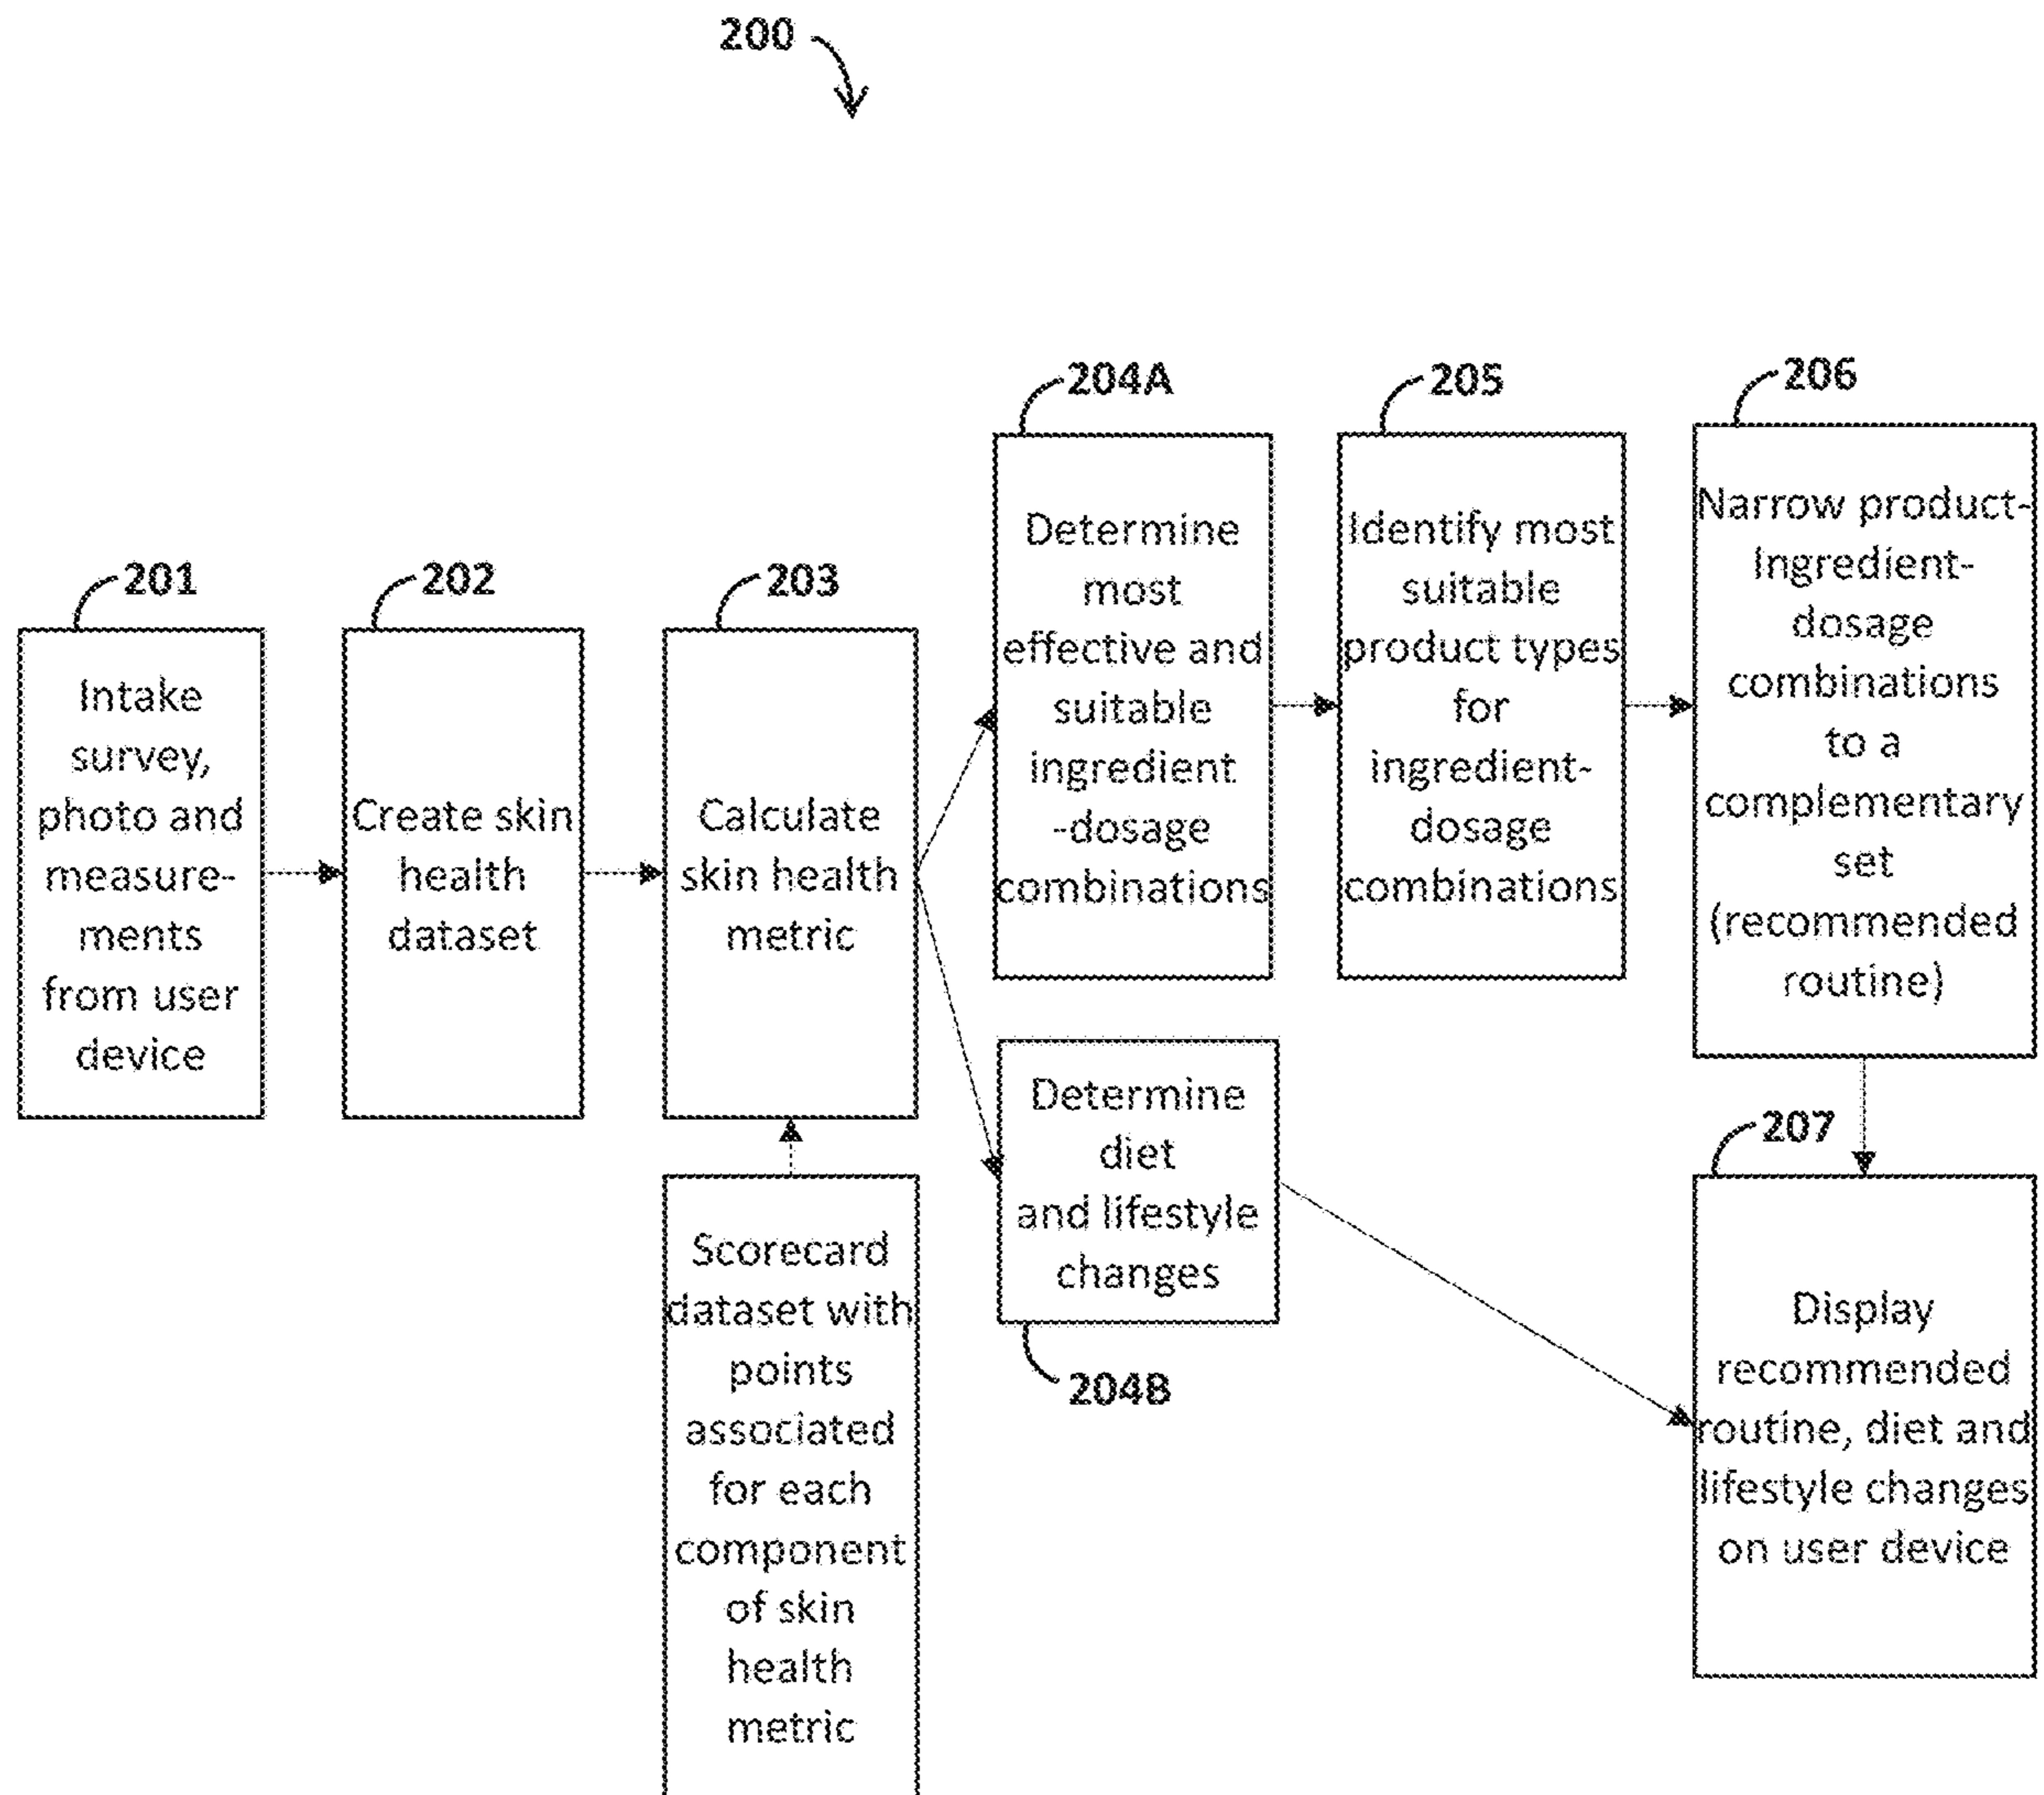 200
201
Intake
survey,
photo and
measure-
ments
from user
device
202
Create skin
health
dataset
203
Calculate
skin health
metric
Scorecard
dataset with
points
associated
for each
component
of skin
health
metric
204A
Determine
most
effective and
suitable
ingredient
-dosage
combinations
204B
Determine
diet
and lifestyle
changes
205
Identify most
suitable
product types
for
ingredient-
dosage
combinations
206
Narrow product-
Ingredient-
dosage
combinations
to a
complementary
set
(recommended
routine)
207
Display
recommended
routine, diet and
lifestyle changes
on user device